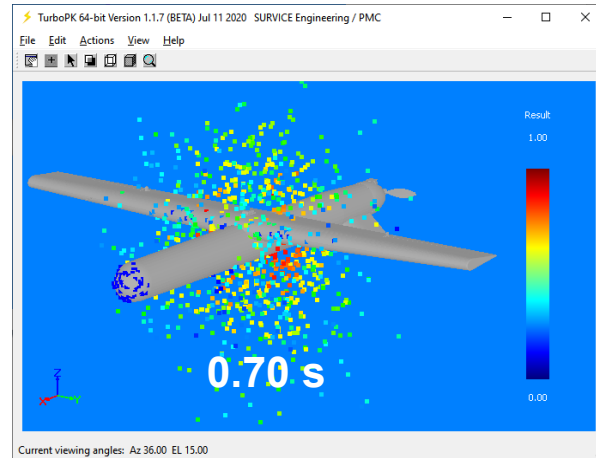 TurboPK 64-bit Version 1.1.7 (BETA) Jul 11 2020 SURVICE Engineering / PMC
File Edit Actions View Help
Result
1.00
0.70 s
0.00
Z
X Y
Current viewing angles: Az 36.00 EL 15.00